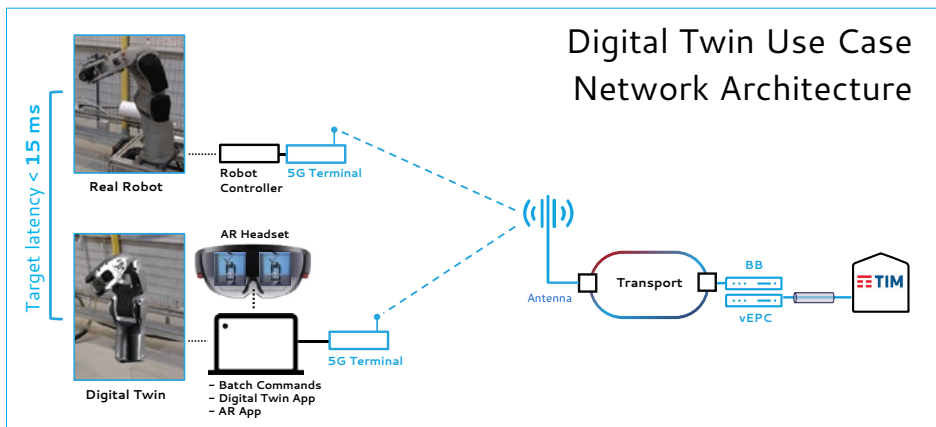 Digital Twin Use Case
Network Architecture
Target latency < 15 ms
Real Robot
Robot
Controller
5G Terminal
AR Headset
Digital Twin
5G Terminal
- Batch Commands
- Digital Twin App
- AR App
Antenna
Transport
BB
vEPC
TIM